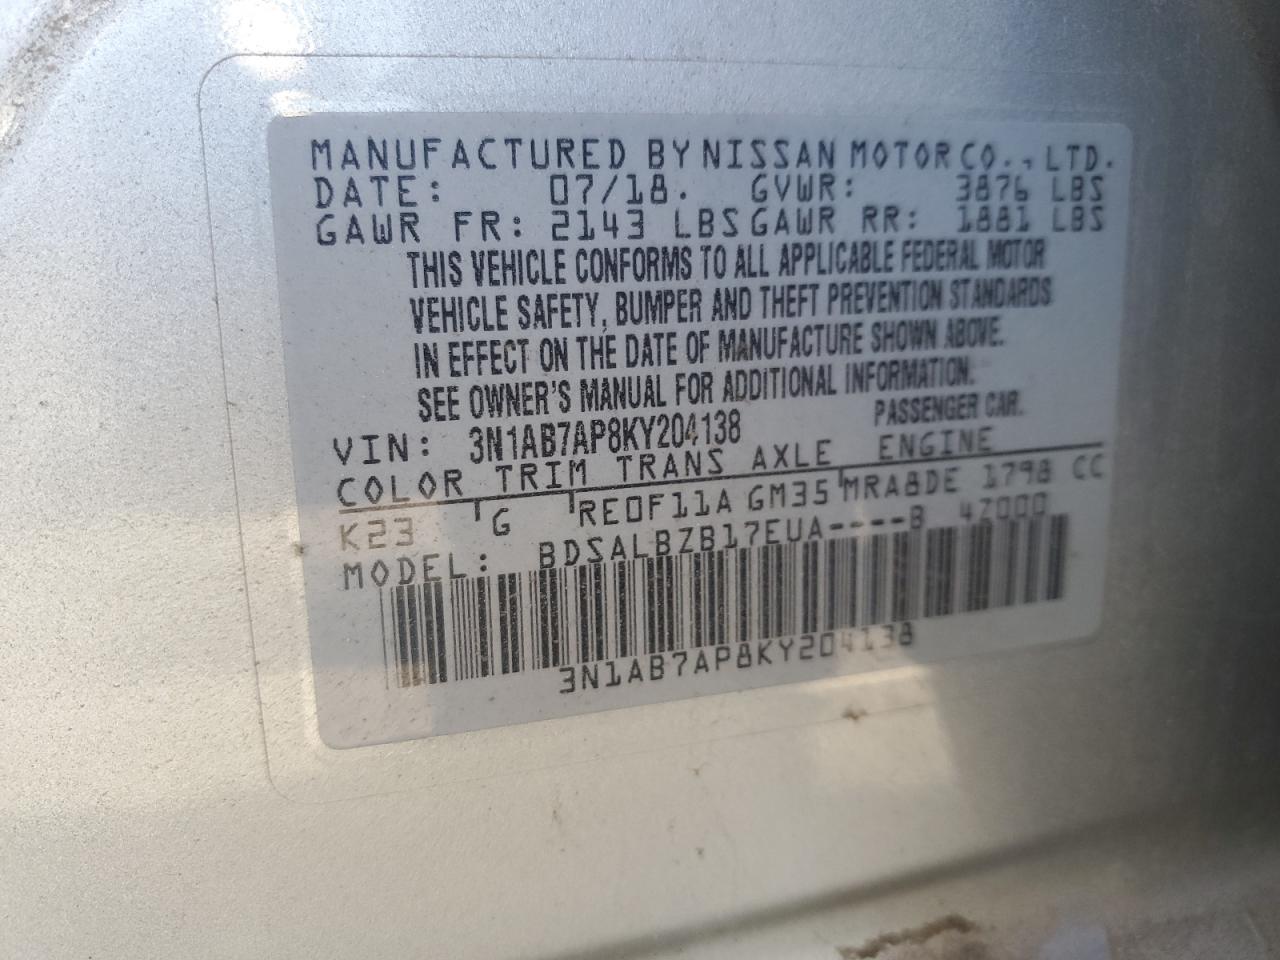 MANUFACTURED BY NISSAN MOTOR CO., LTD.
DATE: 07/18. GVWR: 3876 LBS
GAWR FR: 2143 LBS GAWR RR: 1881 LBS
THIS VEHICLE CONFORMS TO ALL APPLICABLE FEDERAL MOTOR
VEHICLE SAFETY, BUMPER AND THEFT PREVENTION STANDARDS
IN EFFECT ON THE DATE OF MANUFACTURE SHOWN ABOVE.
SEE OWNER'S MANUAL FOR ADDITIONAL INFORMATION.
PASSENGER CAR.
VIN: 3N1AB7AP8KY204138
COLOR TRIM TRANS AXLE ENGINE
K23 G RE0F11A GM35 MRA8DE 1798 CC
MODEL: BDSALBZB17EUA----B 47000
3N1AB7AP8KY204138